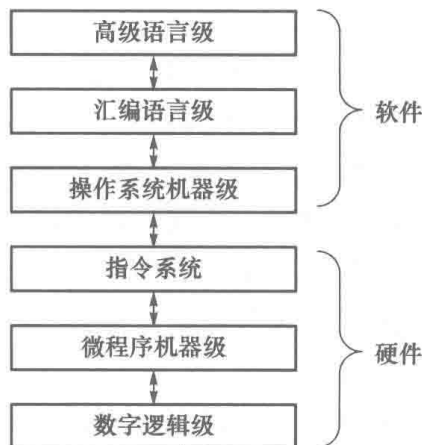 高级语言级
汇编语言级
软件
操作系统机器级
指令系统
微程序机器级
硬件
数字逻辑级